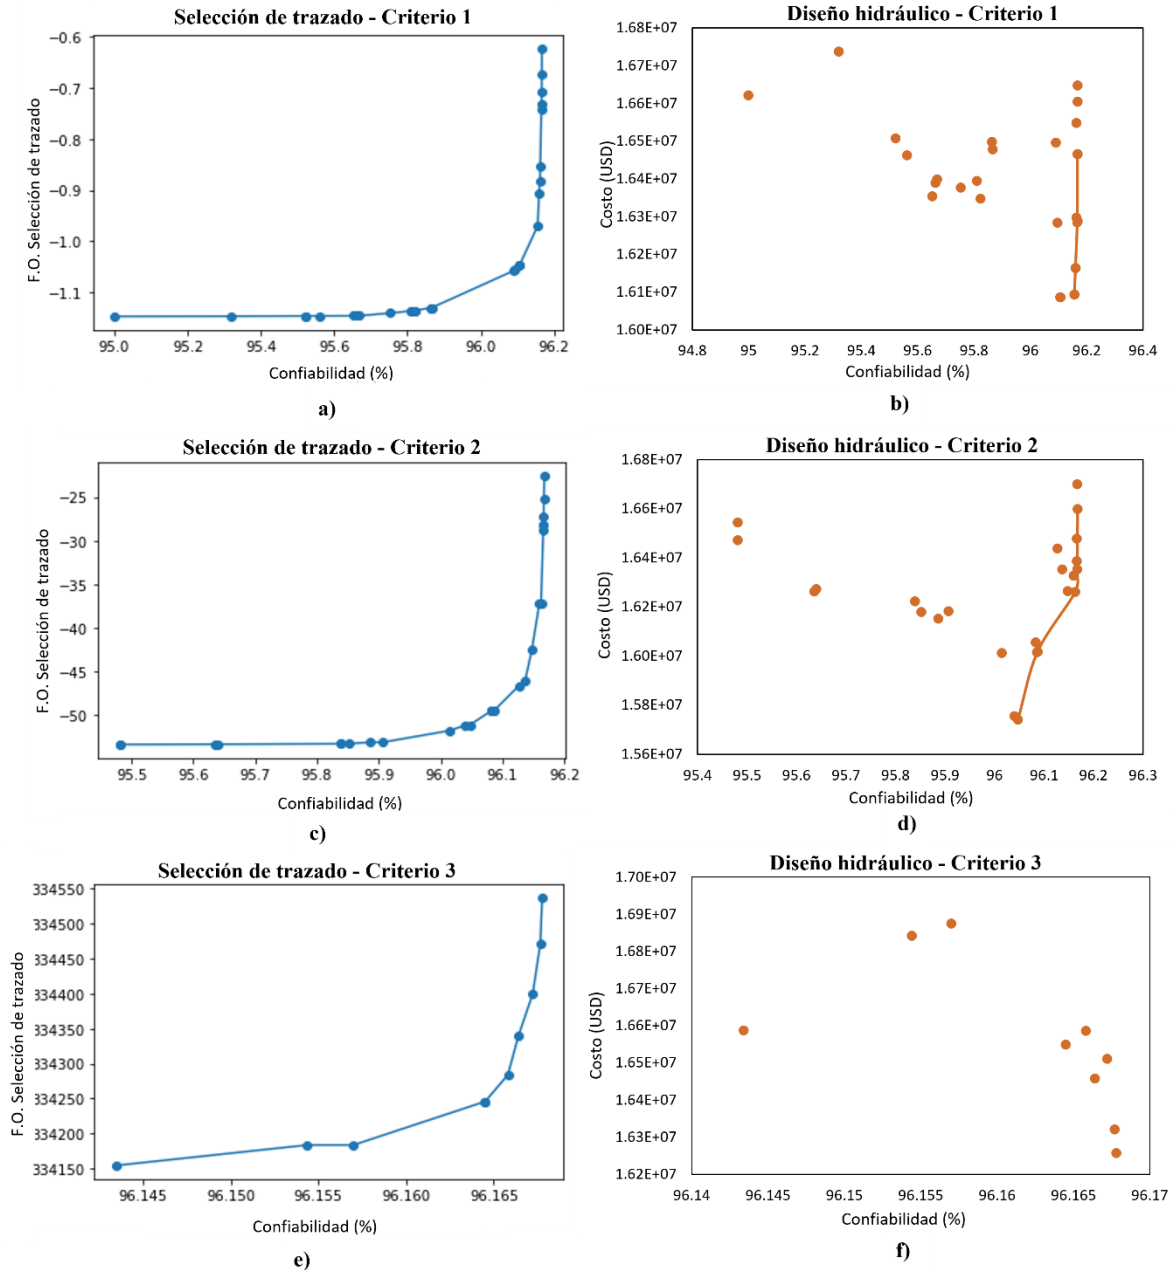 Selección de trazado - Criterio 1
F.O. Selección de trazado
−0.6
−0.7
−0.8
−0.9
−1.0
−1.1
95.0 95.2 95.4 95.6 95.8 96.0 96.2
Confiabilidad (%)
a)
Diseño hidráulico - Criterio 1
Costo (USD)
1.68E+07
1.67E+07
1.66E+07
1.65E+07
1.64E+07
1.63E+07
1.62E+07
1.61E+07
1.60E+07
94.8 95 95.2 95.4 95.6 95.8 96 96.2 96.4
Confiabilidad (%)
b)
Selección de trazado - Criterio 2
F.O. Selección de trazado
−25
−30
−35
−40
−45
−50
95.5 95.6 95.7 95.8 95.9 96.0 96.1 96.2
Confiabilidad (%)
c)
Diseño hidráulico - Criterio 2
Costo (USD)
1.68E+07
1.66E+07
1.64E+07
1.62E+07
1.60E+07
1.58E+07
1.56E+07
95.4 95.5 95.6 95.7 95.8 95.9 96 96.1 96.2 96.3
Confiabilidad (%)
d)
Selección de trazado - Criterio 3
F.O. Selección de trazado
334550
334500
334450
334400
334350
334300
334250
334200
334150
96.145 96.150 96.155 96.160 96.165
Confiabilidad (%)
e)
Diseño hidráulico - Criterio 3
Costo (USD)
1.70E+07
1.69E+07
1.68E+07
1.67E+07
1.66E+07
1.65E+07
1.64E+07
1.63E+07
1.62E+07
96.14 96.145 96.15 96.155 96.16 96.165 96.17
Confiabilidad (%)
f)